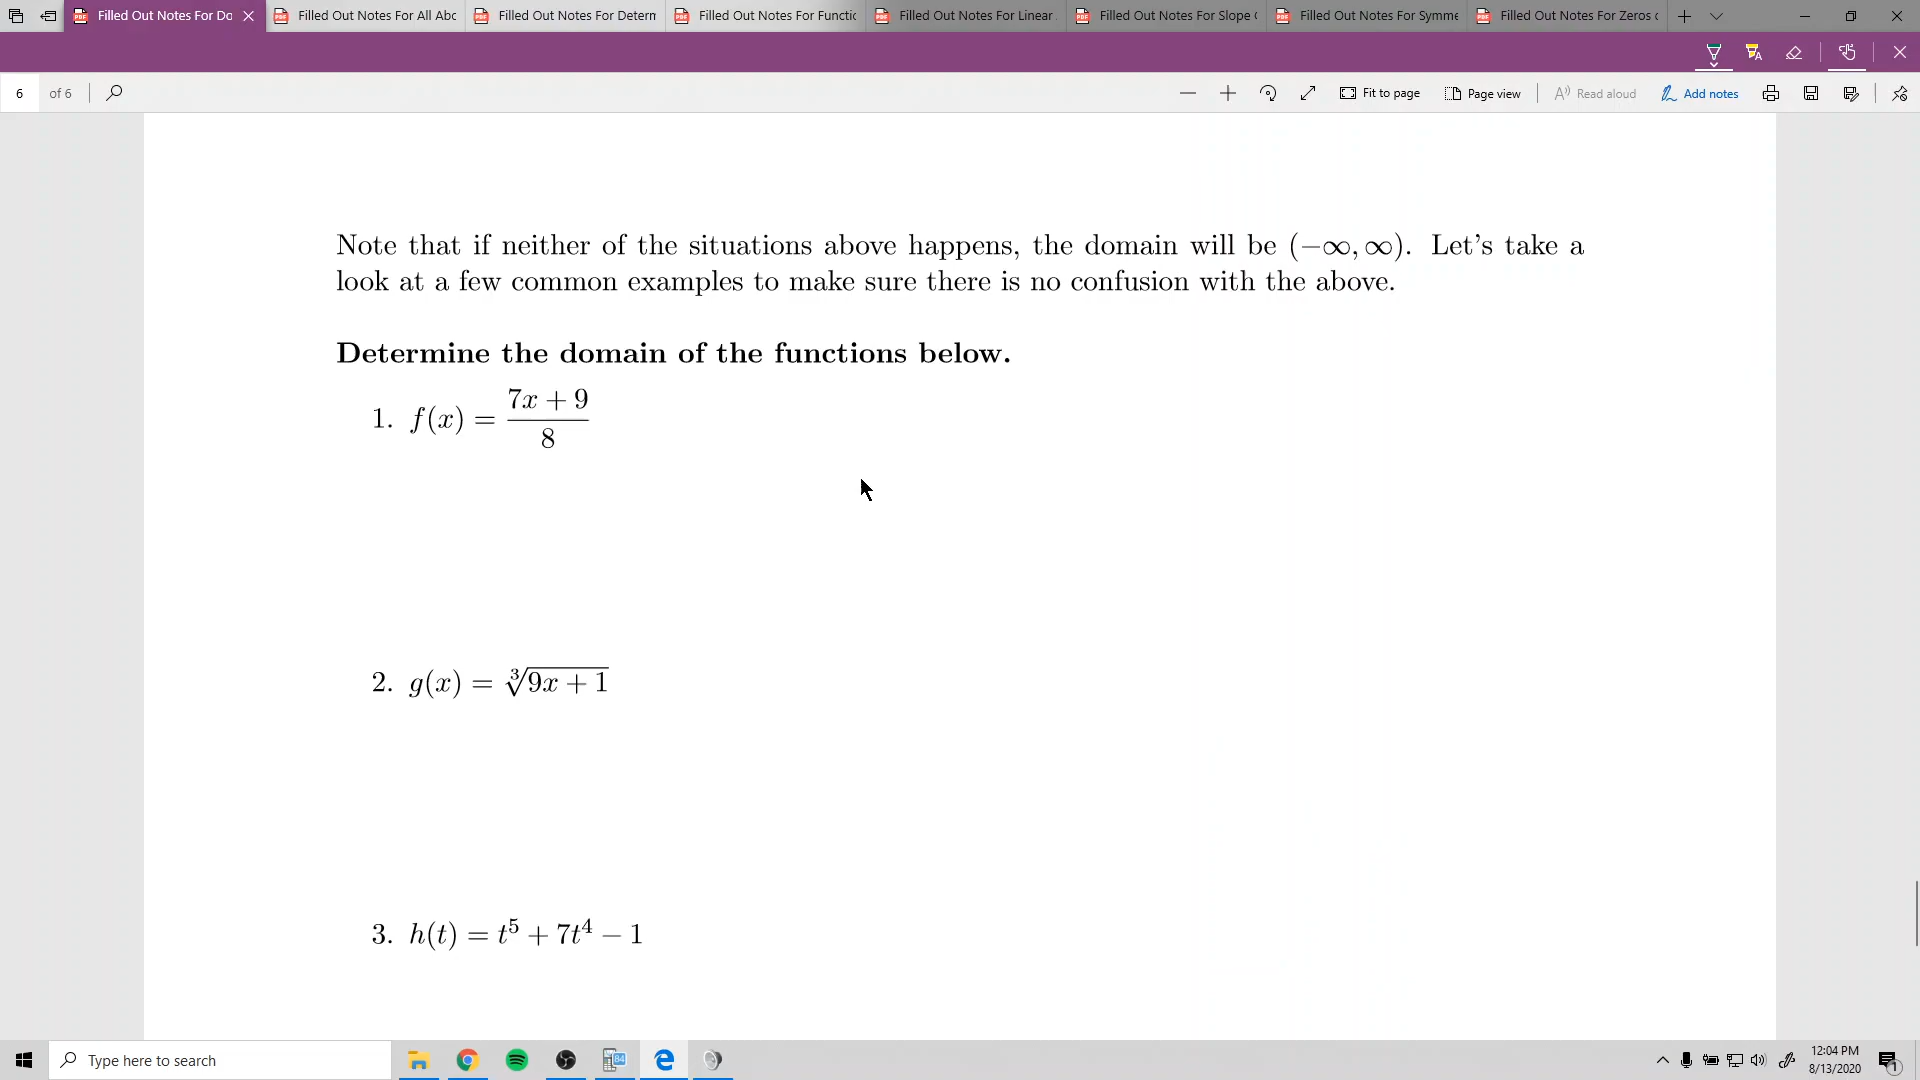 Filled Out Notes For Do
Filled Out Notes For All Abo
Filled Out Notes For Determ
Filled Out Notes For Functio
Filled Out Notes For Linear
Filled Out Notes For Slope
Filled Out Notes For Symme
Filled Out Notes For Zeros
6 of 6
Fit to page
Page view
Read aloud
Add notes
Note that if neither of the situations above happens, the domain will be (−∞, ∞). Let's take a
look at a few common examples to make sure there is no confusion with the above.
Determine the domain of the functions below.
1. f(x) = (7x + 9)/8
2. g(x) = ∛(9x + 1)
3. h(t) = t⁵ + 7t⁴ − 1
Type here to search
84
12:04 PM
8/13/2020
1